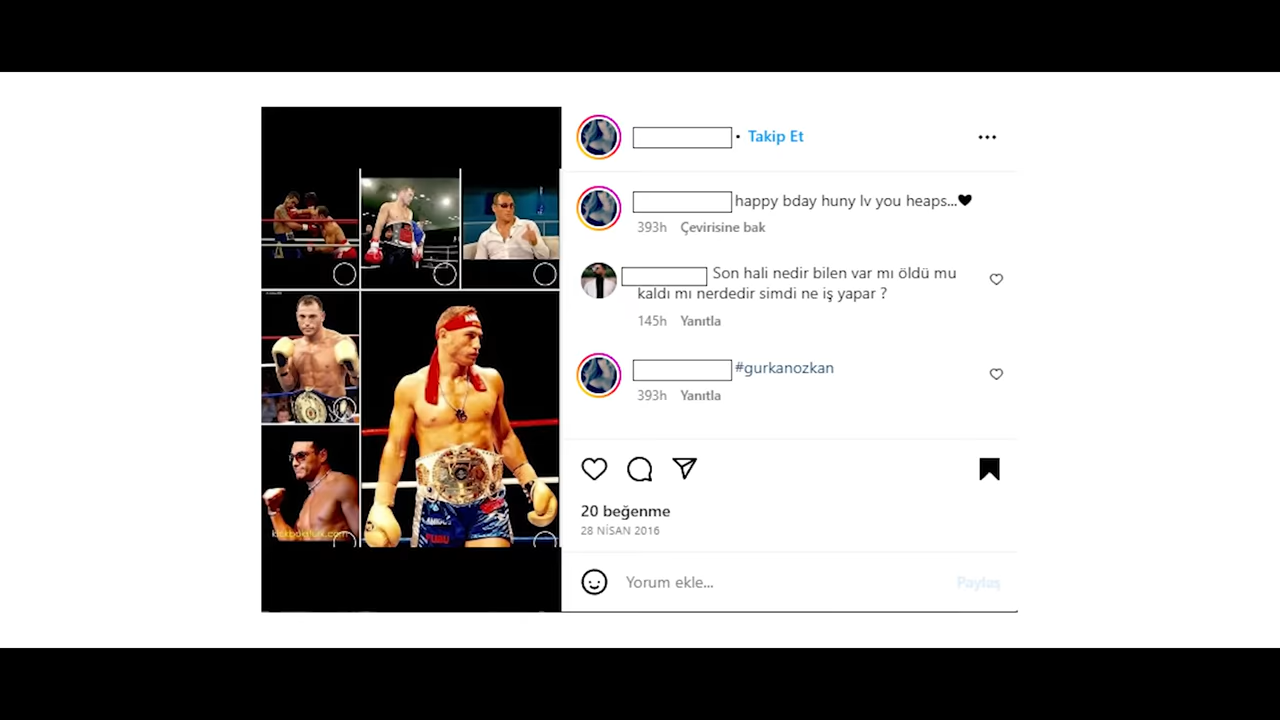 • Takip Et
happy bday huny lv you heaps...🖤
393h Çevirisine bak
Son hali nedir bilen var mı öldü mu
kaldı mı nerdedir simdi ne iş yapar ?
145h Yanıtla
#gurkanozkan
393h Yanıtla
20 beğenme
28 NİSAN 2016
Yorum ekle...
Paylaş